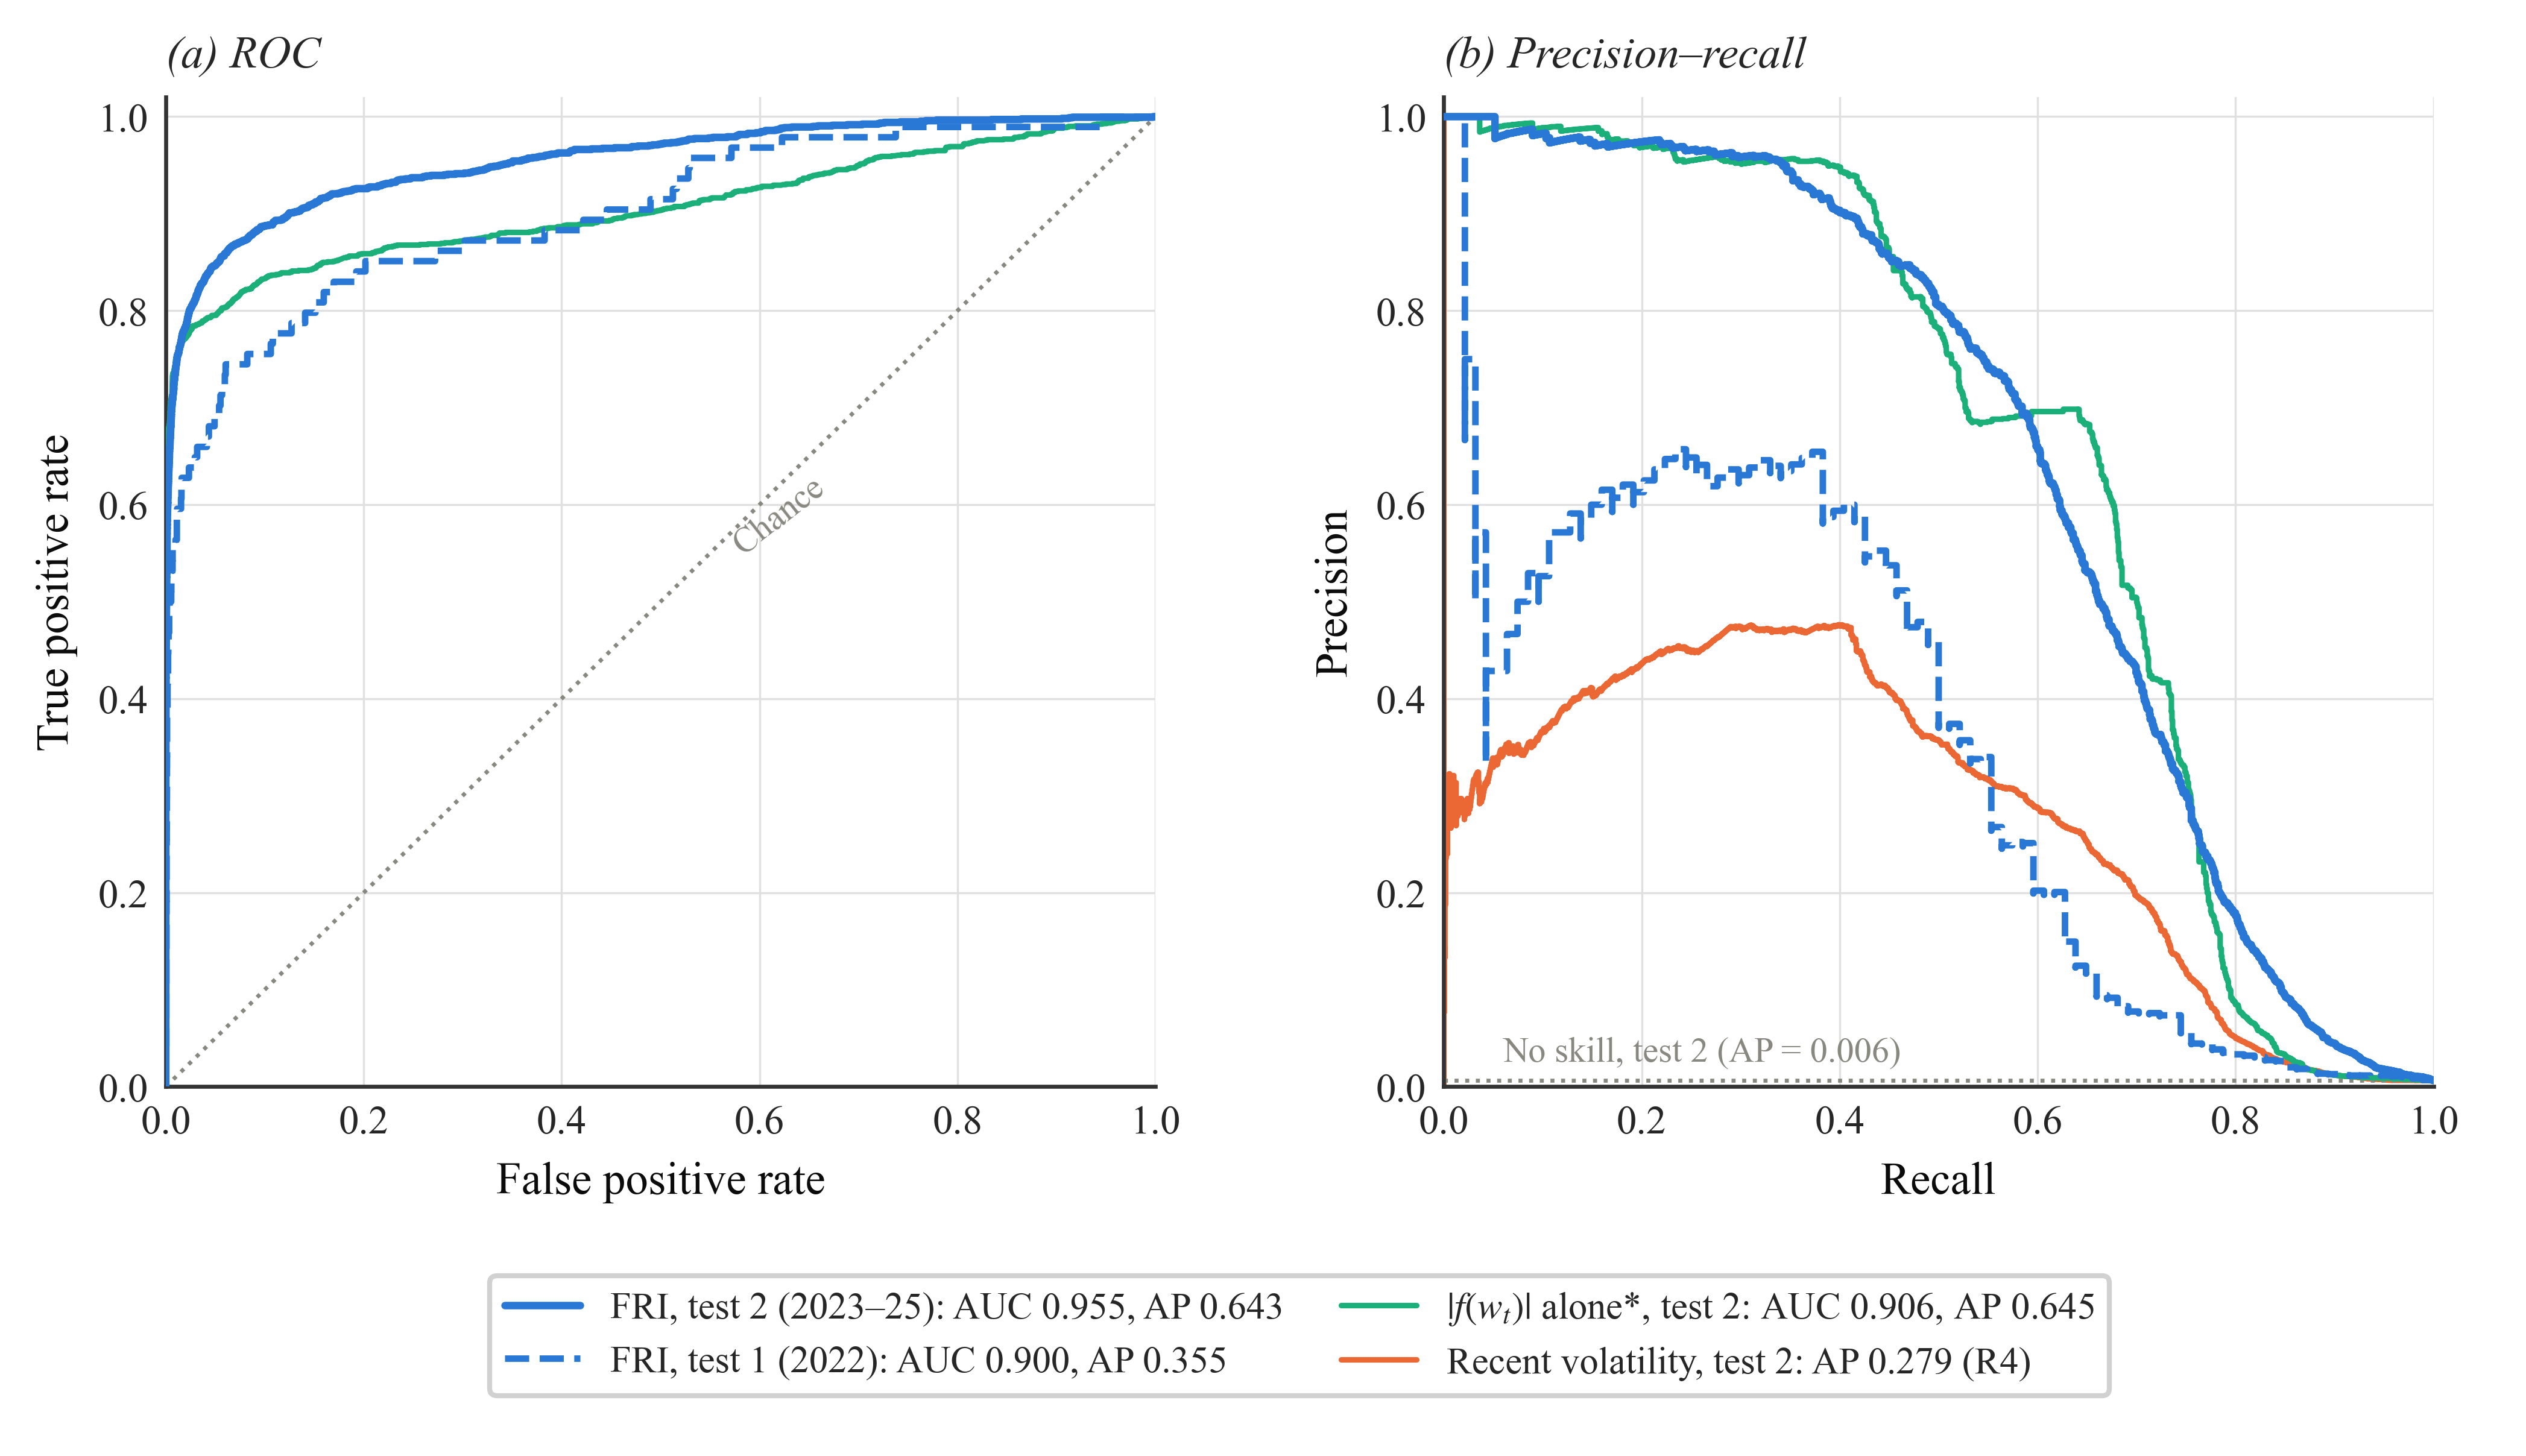 (a) ROC
1.0
0.8
0.6
0.4
0.2
0.0
True positive rate
Chance
0.0 0.2 0.4 0.6 0.8 1.0
False positive rate
(b) Precision–recall
1.0
0.8
0.6
0.4
0.2
0.0
Precision
No skill, test 2 (AP = 0.006)
0.0 0.2 0.4 0.6 0.8 1.0
Recall
FRI, test 2 (2023–25): AUC 0.955, AP 0.643
FRI, test 1 (2022): AUC 0.900, AP 0.355
|f(wₜ)| alone*, test 2: AUC 0.906, AP 0.645
Recent volatility, test 2: AP 0.279 (R4)